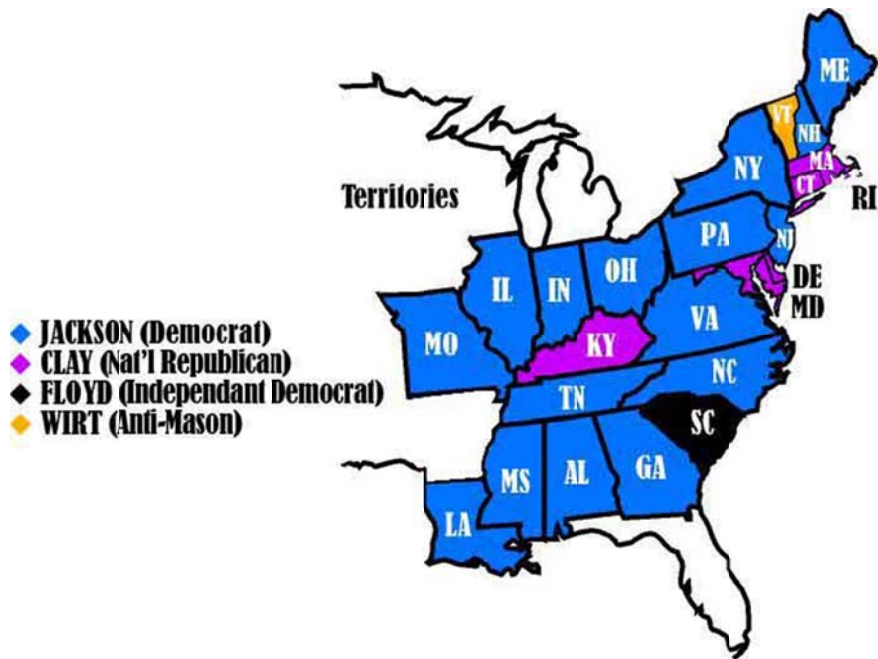 ME
VT
NH
MA
NY
CT
RI
Territories
PA
NJ
OH
DE
IL
IN
MD
VA
JACKSON (Democrat)
MO
KY
CLAY (Nat'l Republican)
NC
FLOYD (Independant Democrat)
TN
WIRT (Anti-Mason)
SC
MS
AL
GA
LA